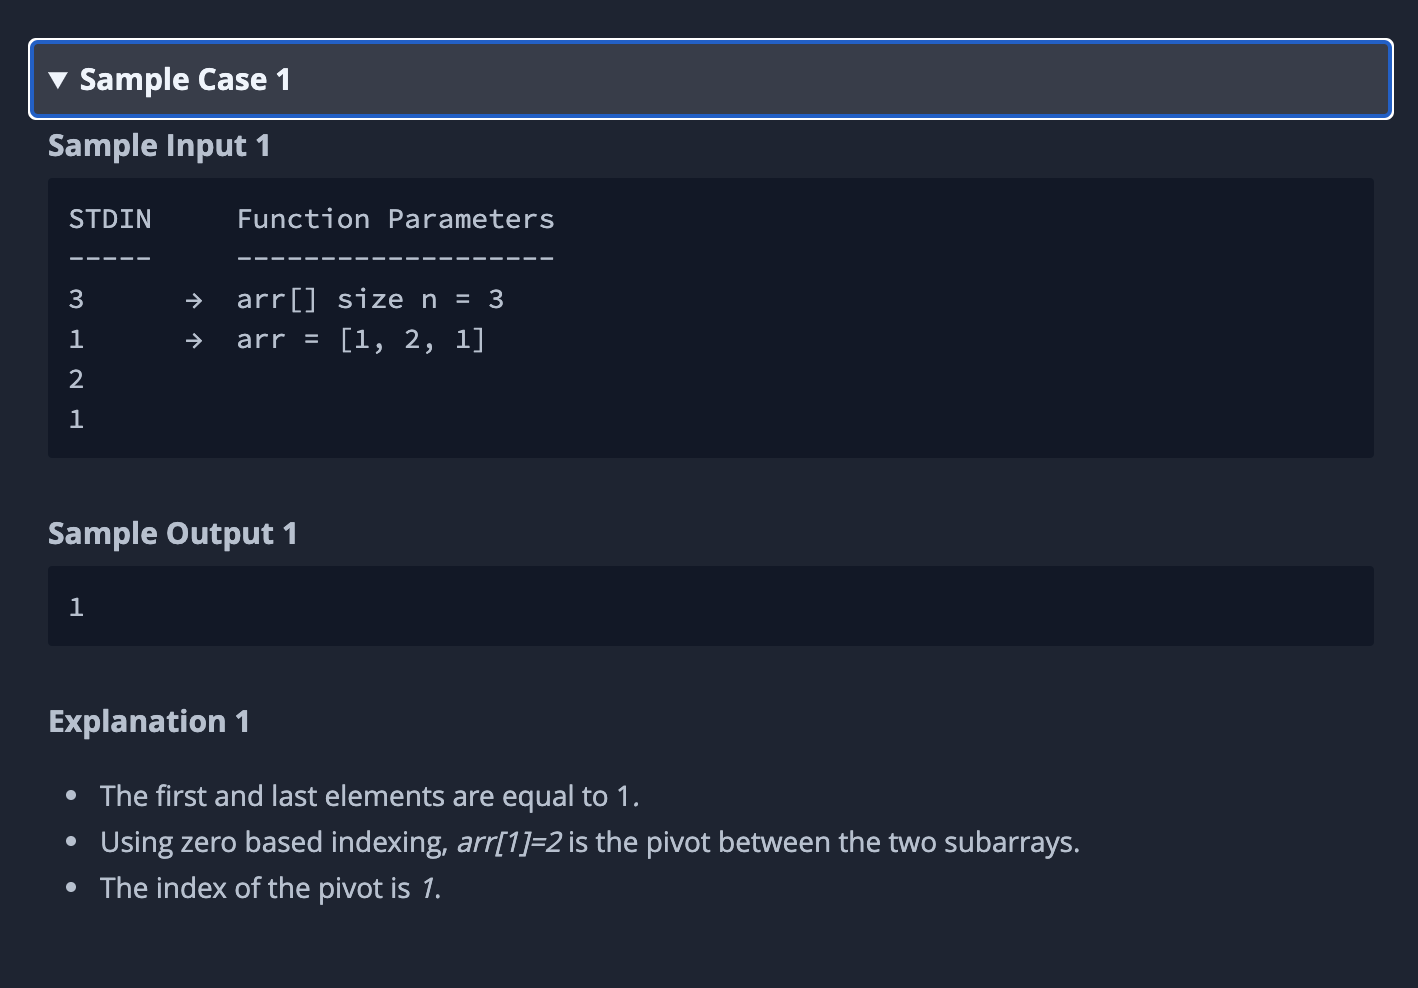 ▼ Sample Case 1
Sample Input 1
STDIN     Function Parameters
-----     -------------------
3      →  arr[] size n = 3
1      →  arr = [1, 2, 1]
2
1
Sample Output 1
1
Explanation 1
• The first and last elements are equal to 1.
• Using zero based indexing, arr[1]=2 is the pivot between the two subarrays.
• The index of the pivot is 1.